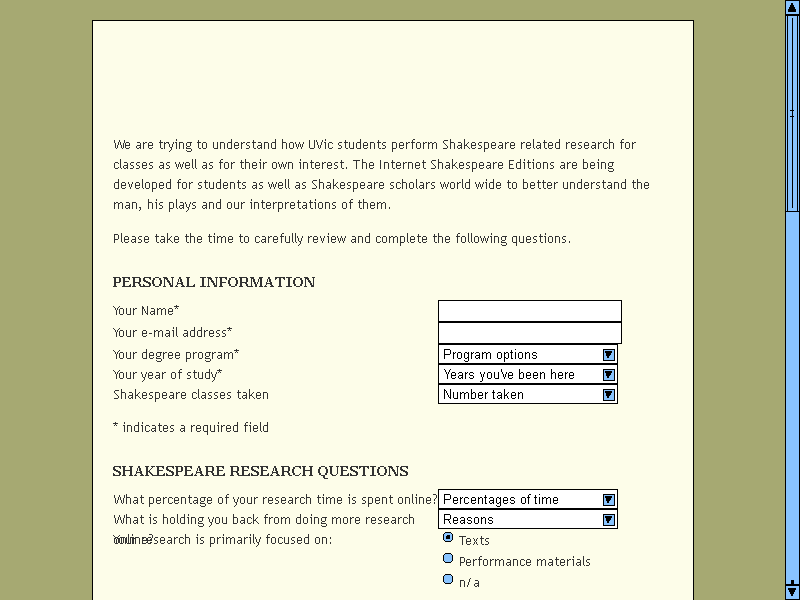 We are trying to understand how UVic students perform Shakespeare related research for
classes as well as for their own interest. The Internet Shakespeare Editions are being
developed for students as well as Shakespeare scholars world wide to better understand the
man, his plays and our interpretations of them.
Please take the time to carefully review and complete the following questions.
PERSONAL INFORMATION
Your Name*
Your e-mail address*
Your degree program* Program options
Your year of study* Years you've been here
Shakespeare classes taken Number taken
* indicates a required field
SHAKESPEARE RESEARCH QUESTIONS
What percentage of your research time is spent online? Percentages of time
What is holding you back from doing more research Reasons
online?
Your research is primarily focused on: Texts
Performance materials
n/a